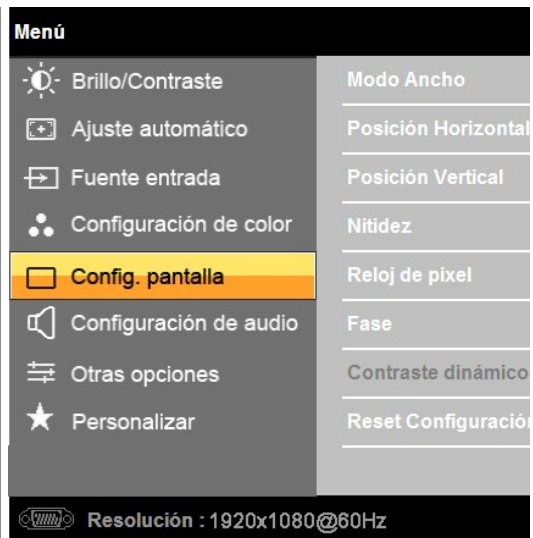 Menú
Brillo/Contraste
Ajuste automático
Fuente entrada
Configuración de color
Config. pantalla
Configuración de audio
Otras opciones
Personalizar
Modo Ancho
Posición Horizontal
Posición Vertical
Nitidez
Reloj de pixel
Fase
Contraste dinámico
Reset Configuración
Resolución : 1920x1080@60Hz